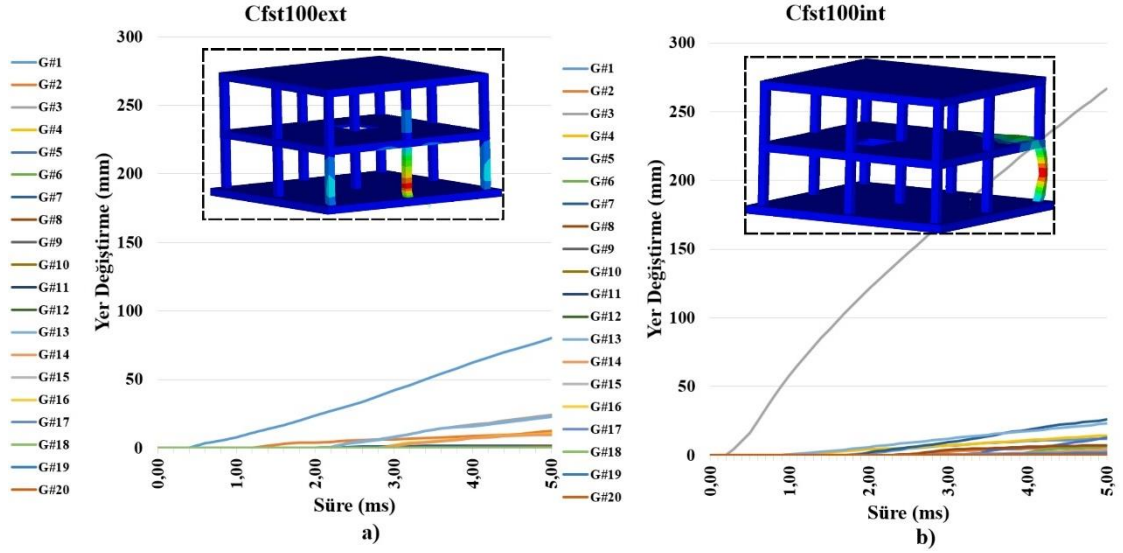 Cfst100ext
G#1
G#2
G#3
G#4
G#5
G#6
G#7
G#8
G#9
G#10
G#11
G#12
G#13
G#14
G#15
G#16
G#17
G#18
G#19
G#20
Yer Değiştirme (mm)
300
250
200
150
100
50
0
0,00
1,00
2,00
3,00
4,00
5,00
Süre (ms)
a)
Cfst100int
G#1
G#2
G#3
G#4
G#5
G#6
G#7
G#8
G#9
G#10
G#11
G#12
G#13
G#14
G#15
G#16
G#17
G#18
G#19
G#20
Yer Değiştirme (mm)
300
250
200
150
100
50
0
0,00
1,00
2,00
3,00
4,00
5,00
Süre (ms)
b)